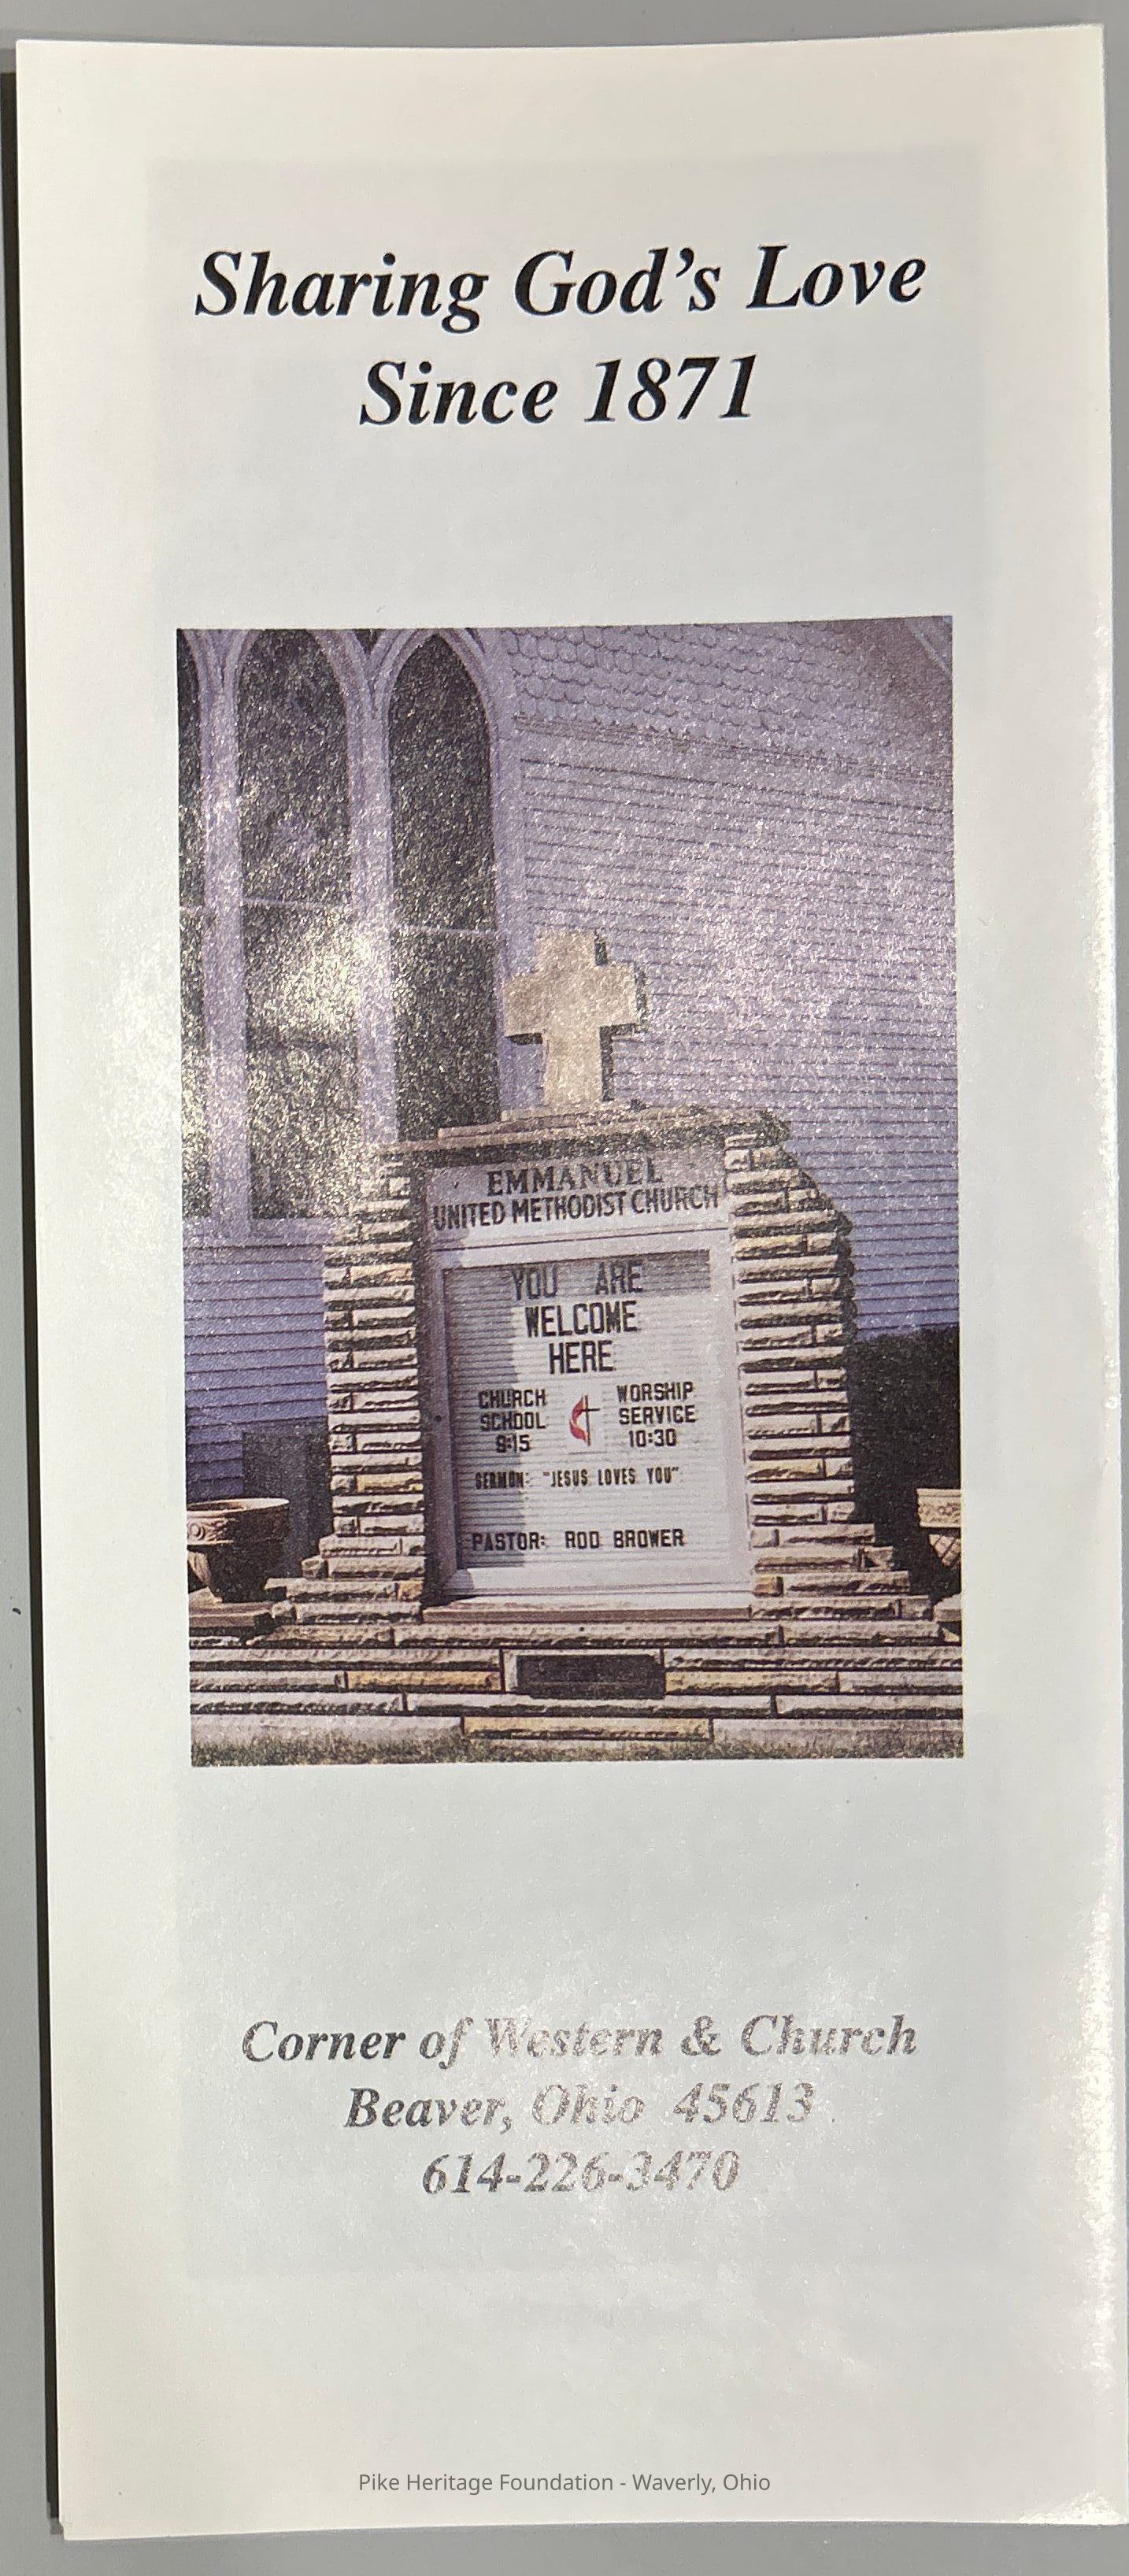 Sharing God's Love
Since 1871
EMMANUEL
UNITED METHODIST CHURCH
YOU ARE
WELCOME
HERE
CHURCH
SCHOOL
9:15
WORSHIP
SERVICE
10:30
SERMON: "JESUS LOVES YOU"
PASTOR: ROD BROWER
Corner of Western & Church
Beaver, Ohio 45613
614-226-3470
Pike Heritage Foundation - Waverly, Ohio